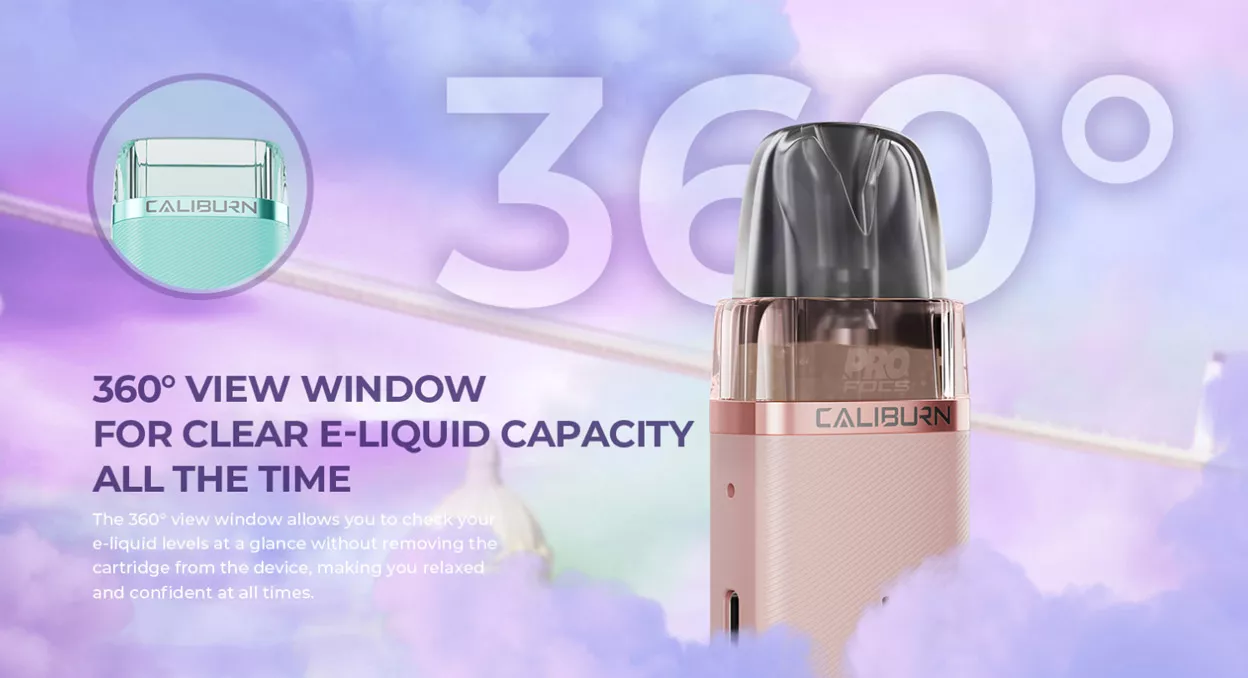 360°
CALIBURN
PRO
FOCS
CALIBURN
360° VIEW WINDOW
FOR CLEAR E-LIQUID CAPACITY
ALL THE TIME
The 360° view window allows you to check your
e-liquid levels at a glance without removing the
cartridge from the device, making you relaxed
and confident at all times.